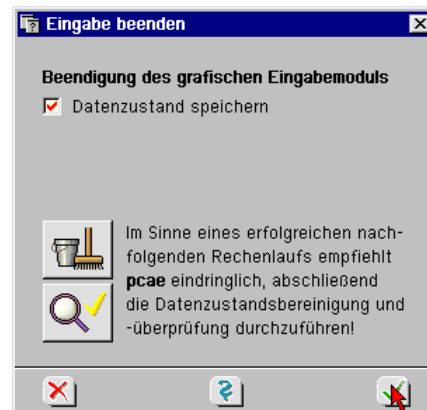 Eingabe beenden
Beendigung des grafischen Eingabemoduls
Datenzustand speichern
Im Sinne eines erfolgreichen nach-
folgenden Rechenlaufs empfiehlt
pcae eindringlich, abschließend
die Datenzustandsbereinigung und
-überprüfung durchzuführen!